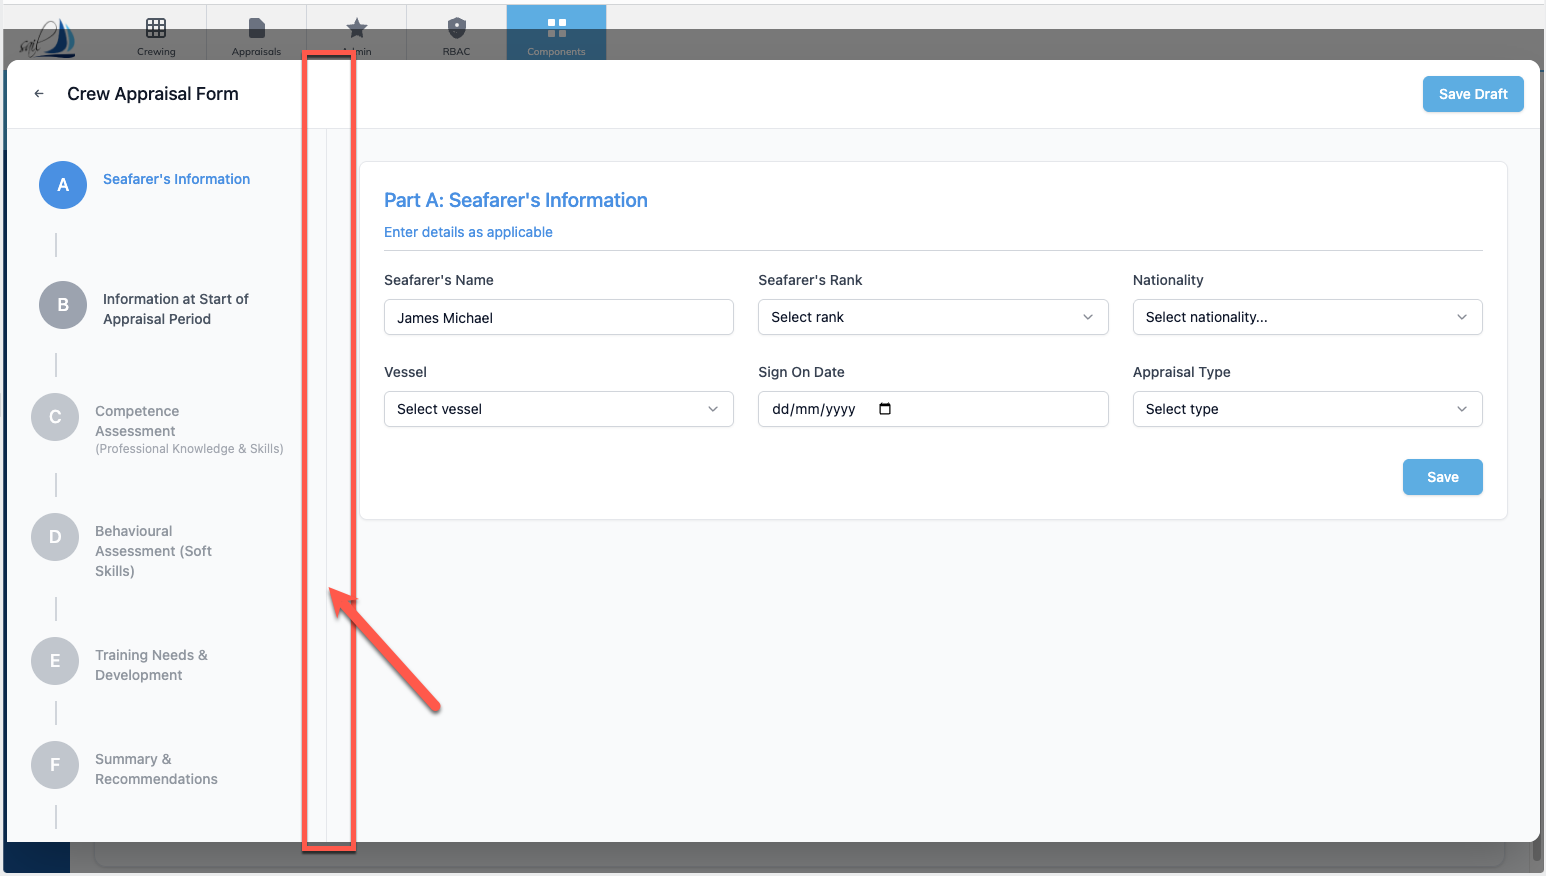 sail
Crewing
Appraisals
min
RBAC
Components
Crew Appraisal Form
Save Draft
A
Seafarer's Information
B
Information at Start of
Appraisal Period
C
Competence
Assessment
(Professional Knowledge & Skills)
D
Behavioural
Assessment (Soft
Skills)
E
Training Needs &
Development
F
Summary &
Recommendations
Part A: Seafarer's Information
Enter details as applicable
Seafarer's Name
James Michael
Seafarer's Rank
Select rank
Nationality
Select nationality...
Vessel
Select vessel
Sign On Date
dd/mm/yyyy
Appraisal Type
Select type
Save